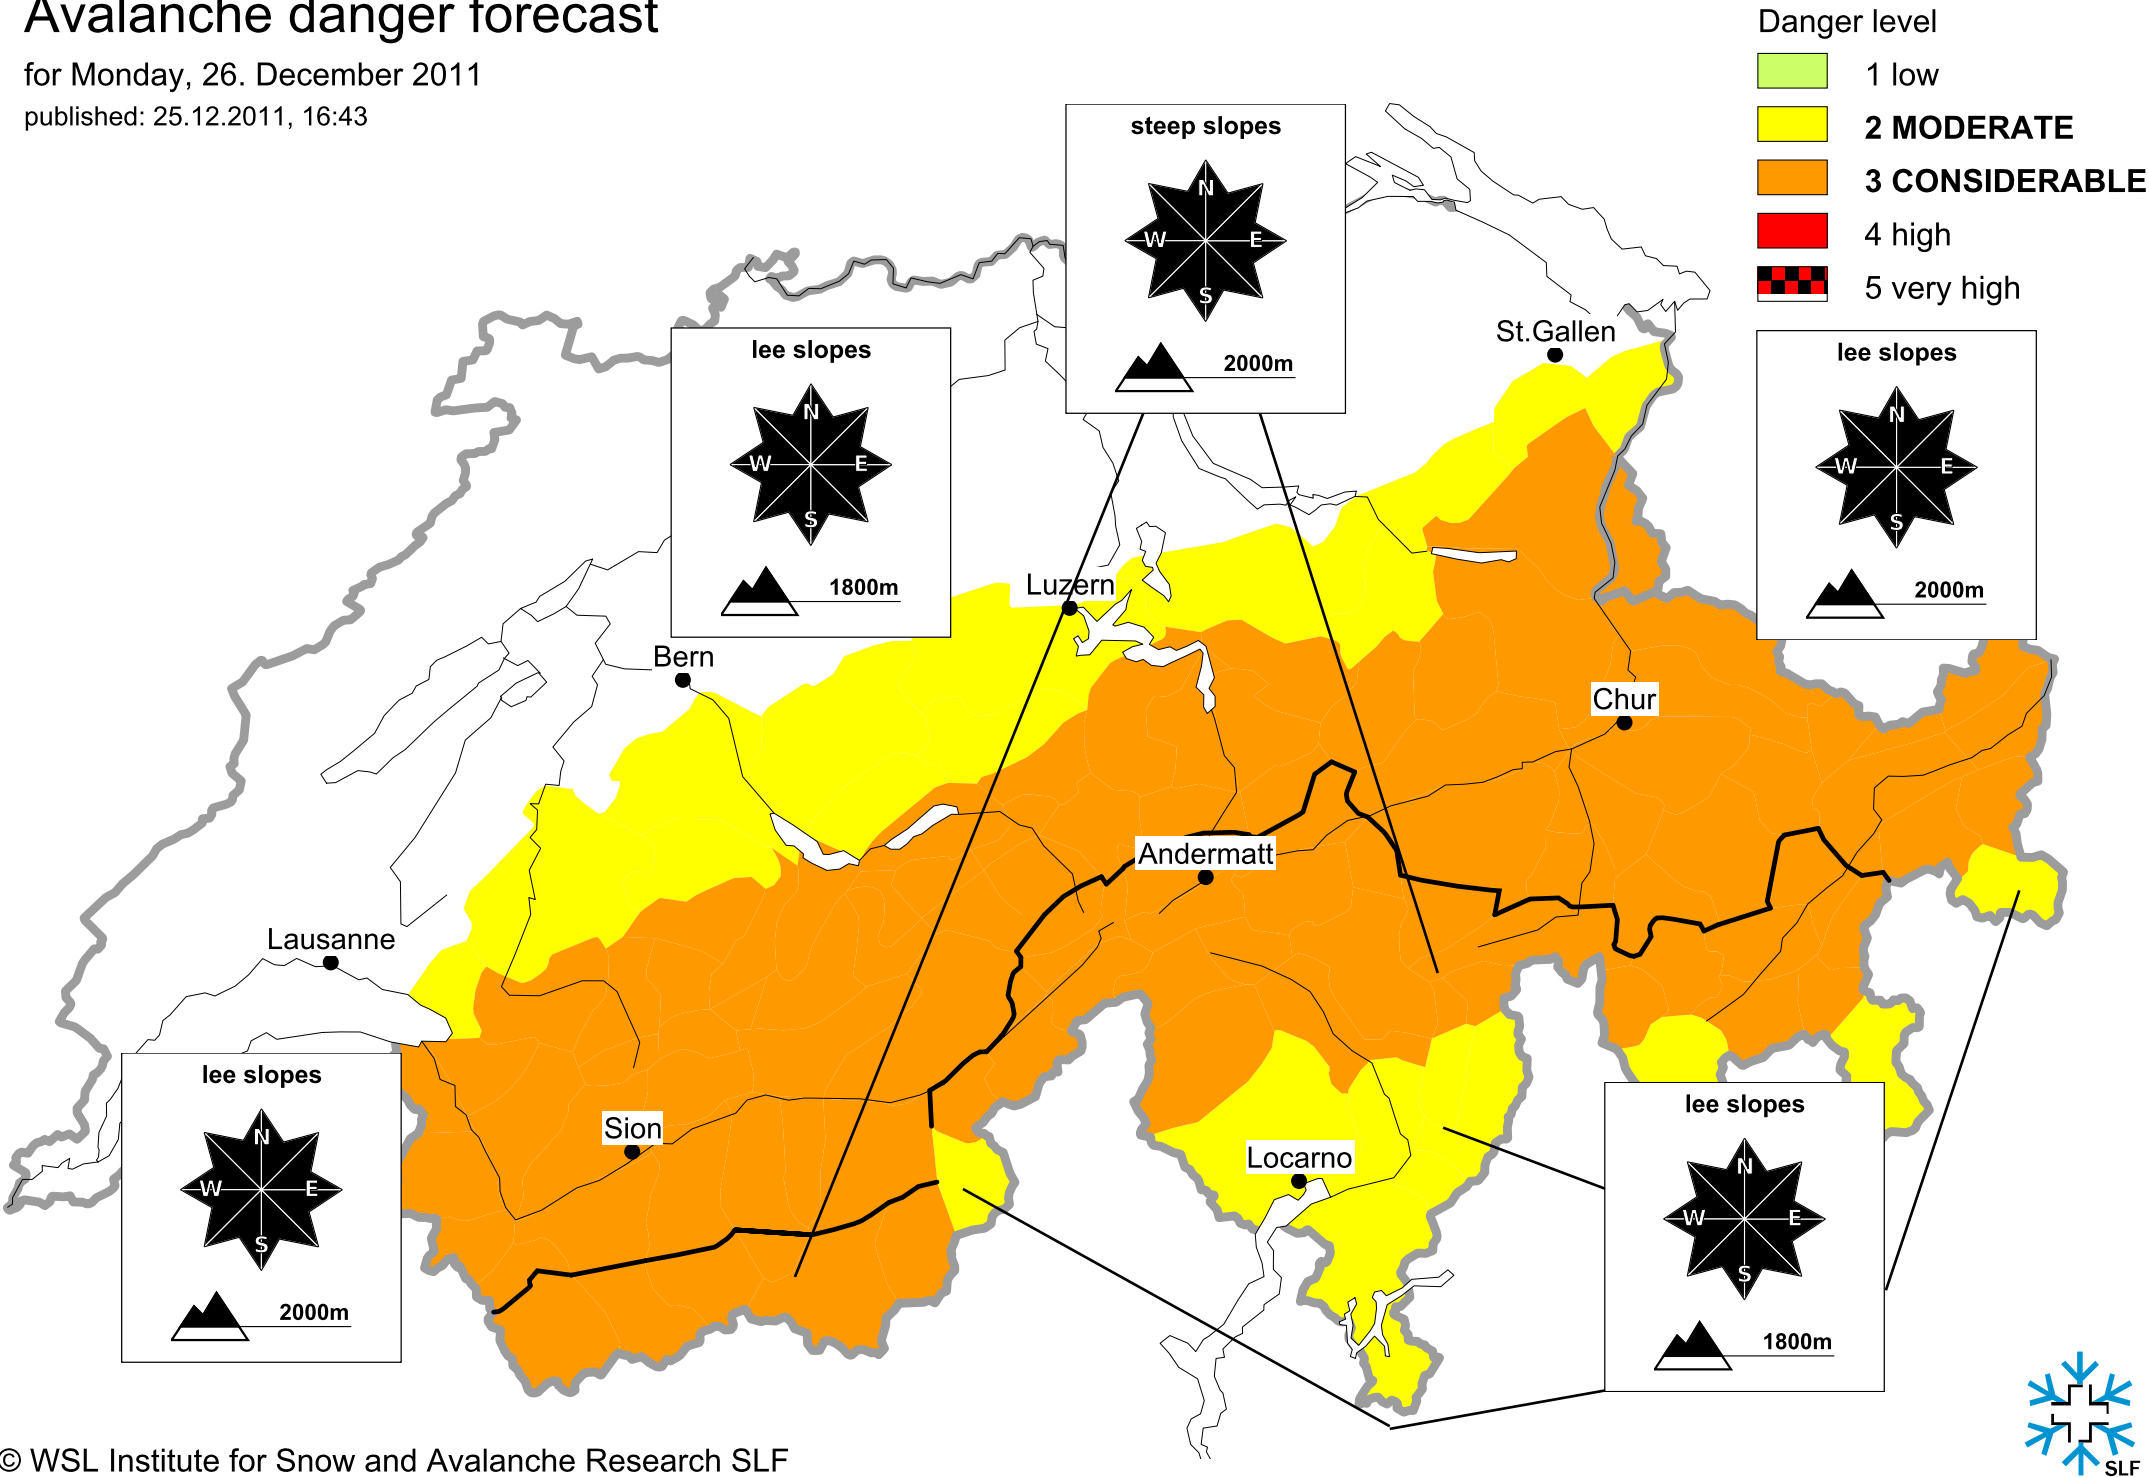 Avalanche danger forecast
for Monday, 26. December 2011
published: 25.12.2011, 16:43
Danger level
1 low
2 MODERATE
3 CONSIDERABLE
4 high
5 very high
steep slopes
N
W E
S
2000m
lee slopes
N
W E
S
1800m
lee slopes
N
W E
S
2000m
St.Gallen
Luzern
Bern
Chur
Andermatt
Lausanne
Sion
Locarno
lee slopes
N
W E
S
2000m
lee slopes
N
W E
S
1800m
© WSL Institute for Snow and Avalanche Research SLF
SLF